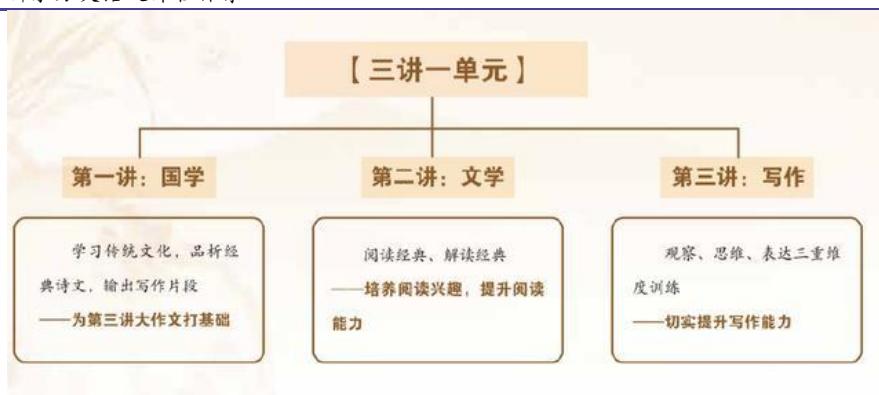 【三讲一单元】
第一讲：国学
第二讲：文学
第三讲：写作
学习传统文化，品析经
典诗文，输出写作片段
——为第三讲大作文打基础
阅读经典、解读经典
——培养阅读兴趣，提升阅读
能力
观察、思维、表达三重维
度训练
——切实提升写作能力